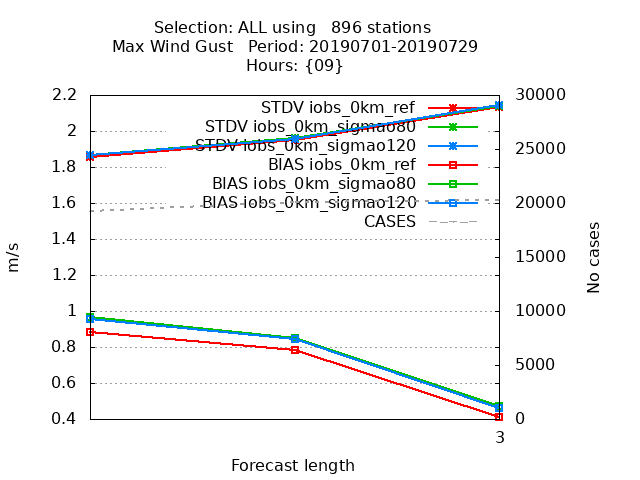 Selection: ALL using   896 stations
Max Wind Gust   Period: 20190701-20190729
Hours: {09}
2.2
2
1.8
1.6
1.4
1.2
1
0.8
0.6
0.4
m/s
STDV iobs_0km_ref
STDV iobs_0km_sigmao80
STDV iobs_0km_sigmao120
BIAS iobs_0km_ref
BIAS iobs_0km_sigmao80
BIAS iobs_0km_sigmao120
CASES
30000
25000
20000
15000
10000
5000
0
No cases
3
Forecast length